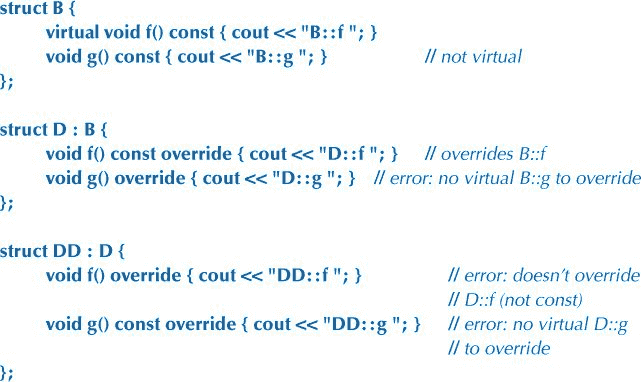 struct B {
virtual void f() const { cout << "B::f "; }
void g() const { cout << "B::g "; } // not virtual
};
struct D : B {
void f() const override { cout << "D::f "; } // overrides B::f
void g() override { cout << "D::g "; } // error: no virtual B::g to override
};
struct DD : D {
void f() override { cout << "DD::f "; } // error: doesn’t override
// D::f (not const)
void g() const override { cout << "DD::g "; } // error: no virtual D::g
// to override
};